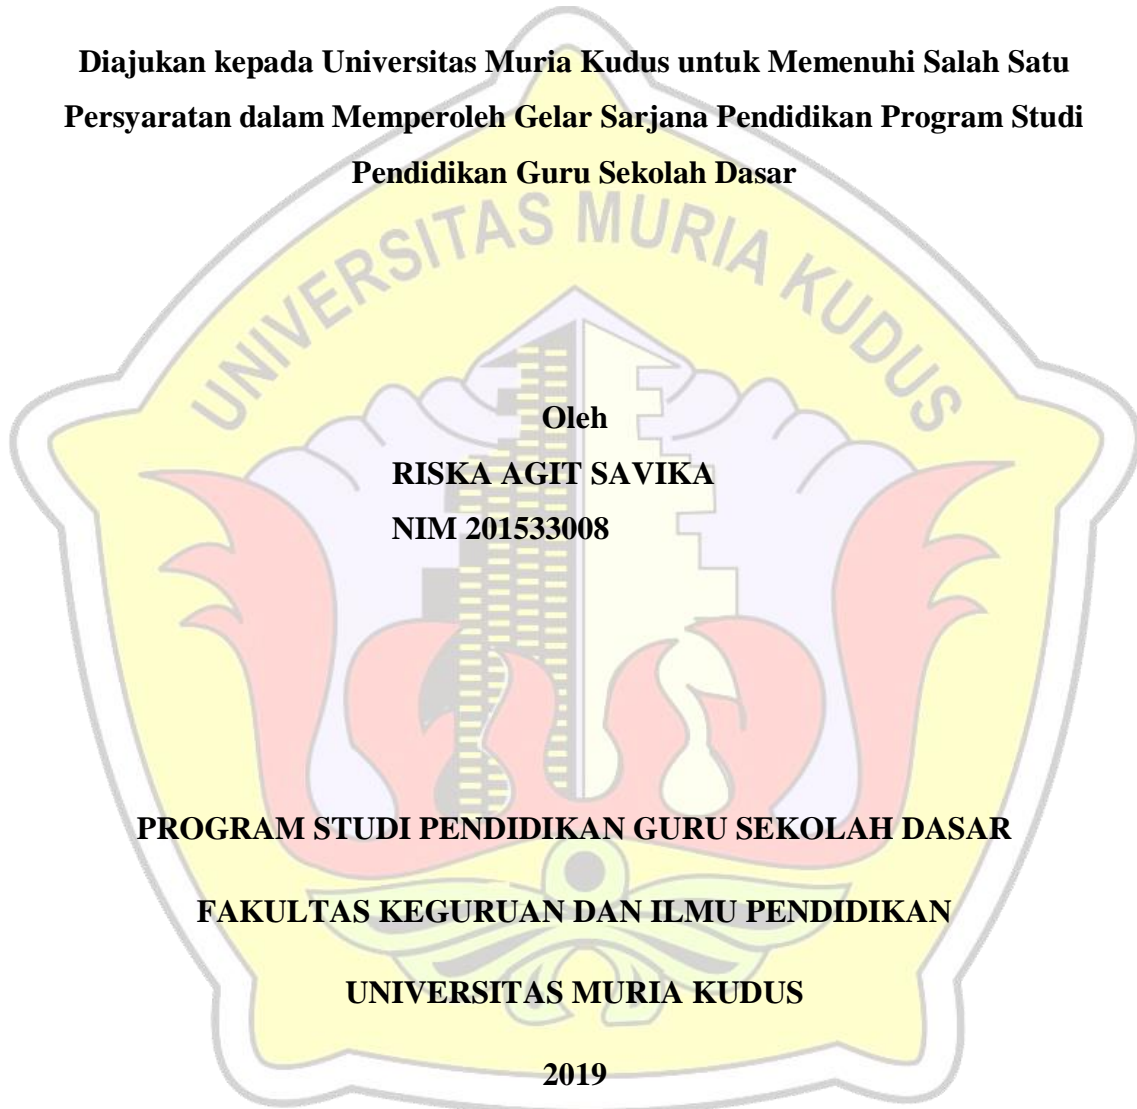 Diajukan kepada Universitas Muria Kudus untuk Memenuhi Salah Satu
Persyaratan dalam Memperoleh Gelar Sarjana Pendidikan Program Studi
Pendidikan Guru Sekolah Dasar
UNIVERSITAS MURIA KUDUS
Oleh
RISKA AGIT SAVIKA
NIM 201533008
PROGRAM STUDI PENDIDIKAN GURU SEKOLAH DASAR
FAKULTAS KEGURUAN DAN ILMU PENDIDIKAN
UNIVERSITAS MURIA KUDUS
2019